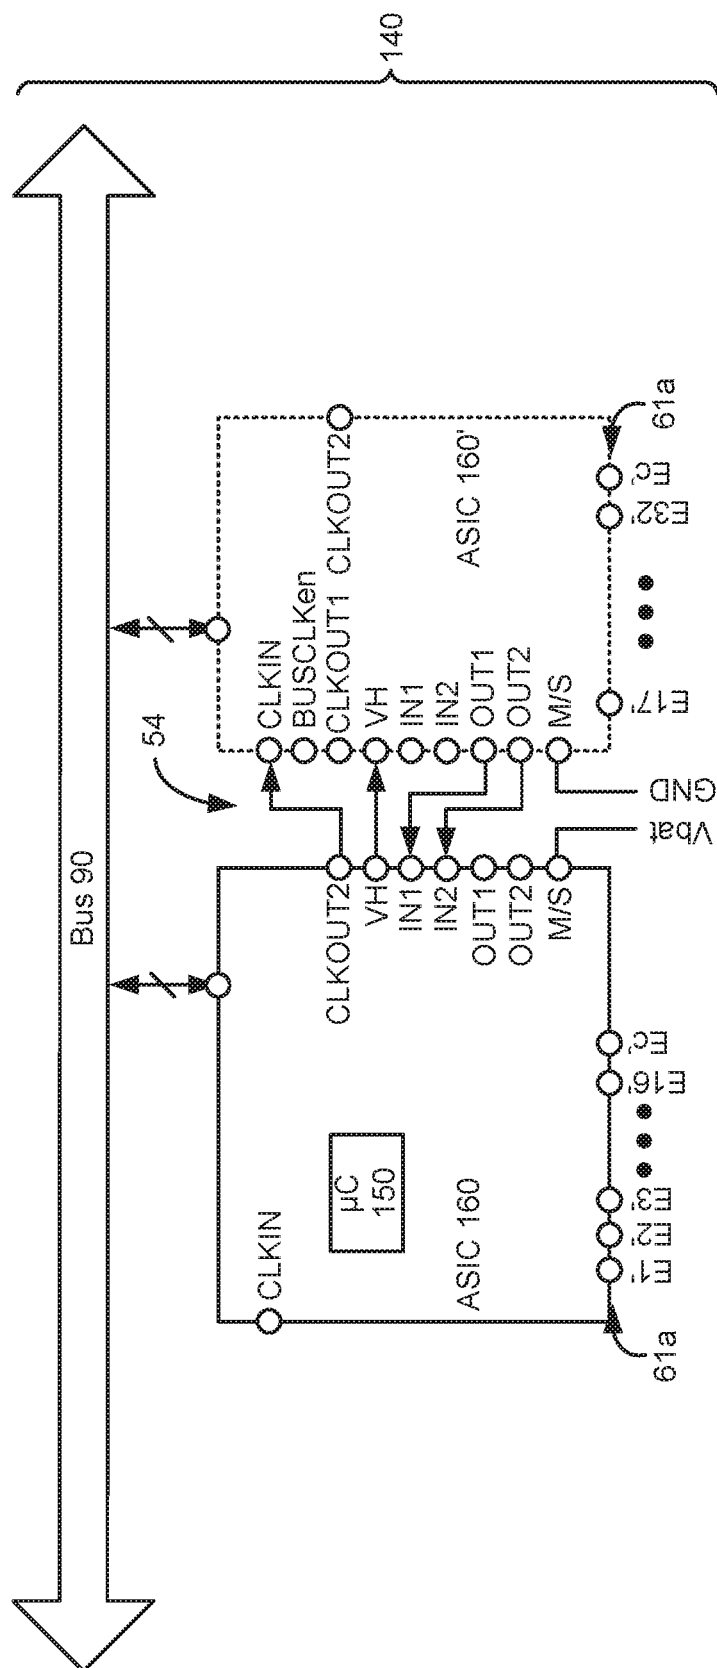 140
Bus 90
54
CLKIN
µC
150
ASIC 160
CLKOUT2
VH
IN1
IN2
OUT1
OUT2
M/S
Vbat
GND
E1'
E2'
E3'
E16'
Ec'
61a
CLKIN
BUSCLKen
CLKOUT1
VH
IN1
IN2
OUT1
OUT2
M/S
CLKOUT2
ASIC 160'
E17'
E32'
Ec'
61a